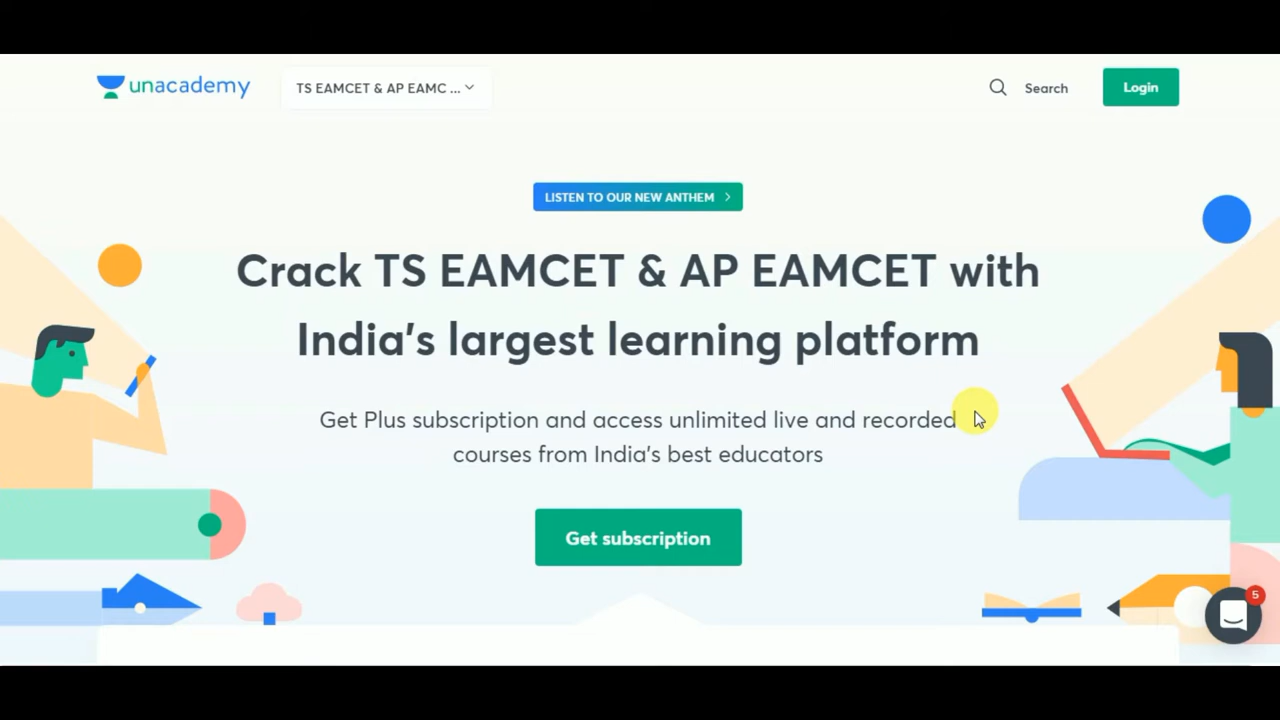 unacademy
TS EAMCET & AP EAMC ...
Search
Login
LISTEN TO OUR NEW ANTHEM
Crack TS EAMCET & AP EAMCET with
India's largest learning platform
Get Plus subscription and access unlimited live and recorded
courses from India's best educators
Get subscription
5